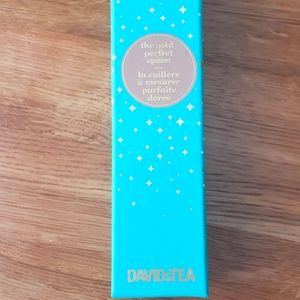 the gold
perfect
spoon
la cuillère
à mesurer
parfaite
dorée
DAVIDsTEA